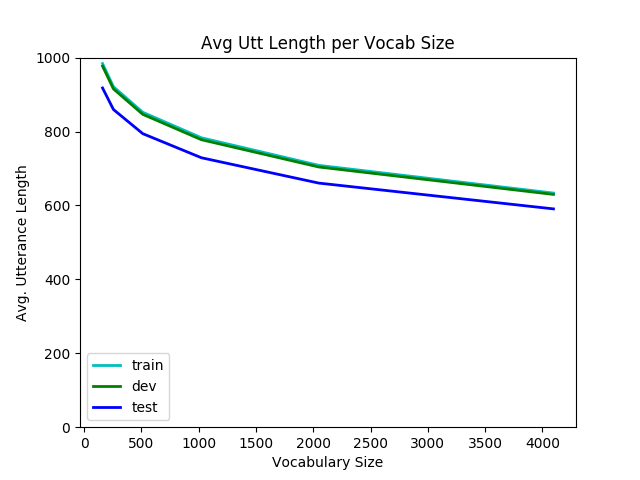 Avg Utt Length per Vocab Size
1000
800
600
400
200
0
Avg. Utterance Length
train
dev
test
0 500 1000 1500 2000 2500 3000 3500 4000
Vocabulary Size